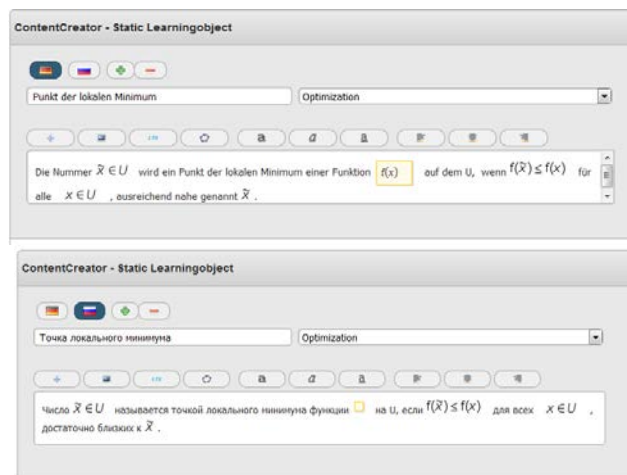 ContentCreator - Static Learningobject
Punkt der lokalen Minimum
Optimization
a a a
Die Nummer x̃ ∈ U wird ein Punkt der lokalen Minimum einer Funktion f(x) auf dem U, wenn f(x̃) ≤ f(x) für
alle x ∈ U , ausreichend nahe genannt x̃ .
ContentCreator - Static Learningobject
Точка локального минимума
Optimization
a a a
Число x̃ ∈ U называется точкой локального минимума функции на U, если f(x̃) ≤ f(x) для всех x ∈ U ,
достаточно близких к x̃ .